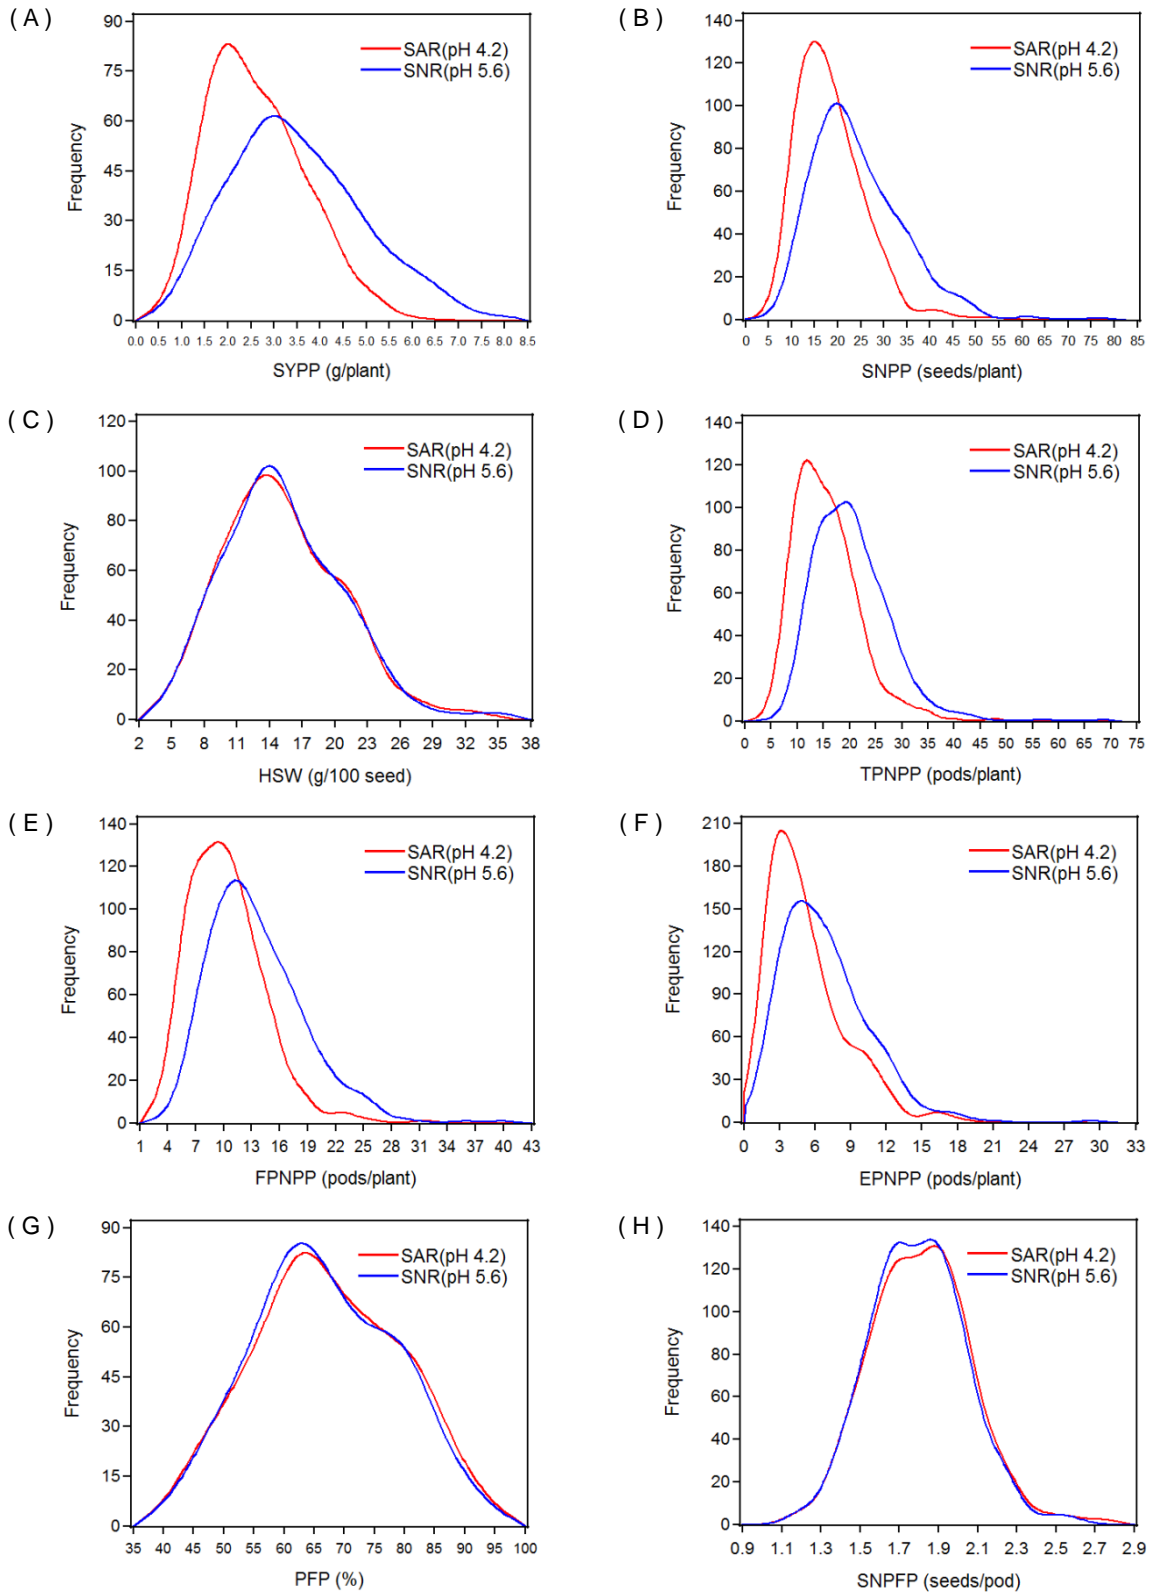 ( A )
90
75
60
45
30
15
0
Frequency
SAR(pH 4.2)
SNR(pH 5.6)
0.0 0.5 1.0 1.5 2.0 2.5 3.0 3.5 4.0 4.5 5.0 5.5 6.0 6.5 7.0 7.5 8.0 8.5
SYPP (g/plant)
( B )
140
120
100
80
60
40
20
0
Frequency
SAR(pH 4.2)
SNR(pH 5.6)
0 5 10 15 20 25 30 35 40 45 50 55 60 65 70 75 80 85
SNPP (seeds/plant)
( C )
120
100
80
60
40
20
0
Frequency
SAR(pH 4.2)
SNR(pH 5.6)
2 5 8 11 14 17 20 23 26 29 32 35 38
HSW (g/100 seed)
( D )
140
120
100
80
60
40
20
0
Frequency
SAR(pH 4.2)
SNR(pH 5.6)
0 5 10 15 20 25 30 35 40 45 50 55 60 65 70 75
TPNPP (pods/plant)
( E )
140
120
100
80
60
40
20
0
Frequency
SAR(pH 4.2)
SNR(pH 5.6)
1 4 7 10 13 16 19 22 25 28 31 34 37 40 43
FPNPP (pods/plant)
( F )
210
180
150
120
90
60
30
0
Frequency
SAR(pH 4.2)
SNR(pH 5.6)
0 3 6 9 12 15 18 21 24 27 30 33
EPNPP (pods/plant)
( G )
90
75
60
45
30
15
0
Frequency
SAR(pH 4.2)
SNR(pH 5.6)
35 40 45 50 55 60 65 70 75 80 85 90 95 100
PFP (%)
( H )
140
120
100
80
60
40
20
0
Frequency
SAR(pH 4.2)
SNR(pH 5.6)
0.9 1.1 1.3 1.5 1.7 1.9 2.1 2.3 2.5 2.7 2.9
SNPFP (seeds/pod)